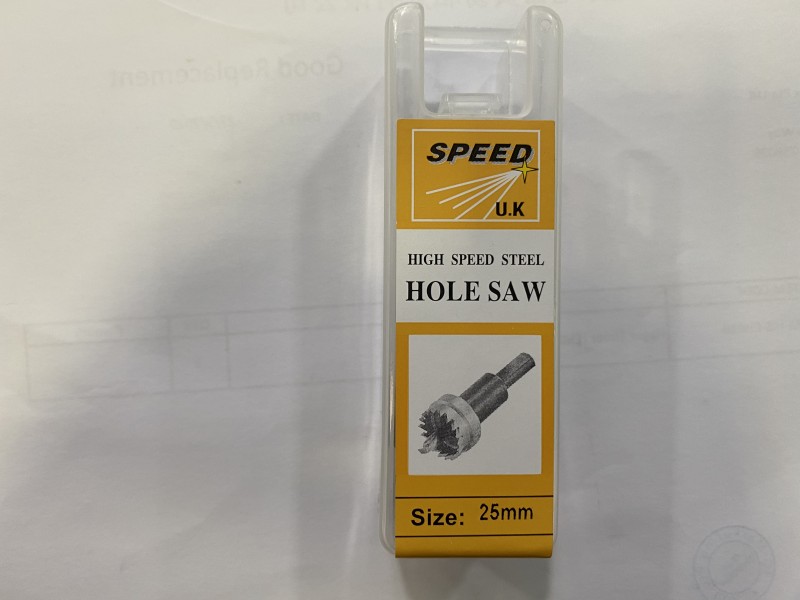 Good Replacement
SPEED
U.K
HIGH SPEED STEEL
HOLE SAW
Size: 25mm